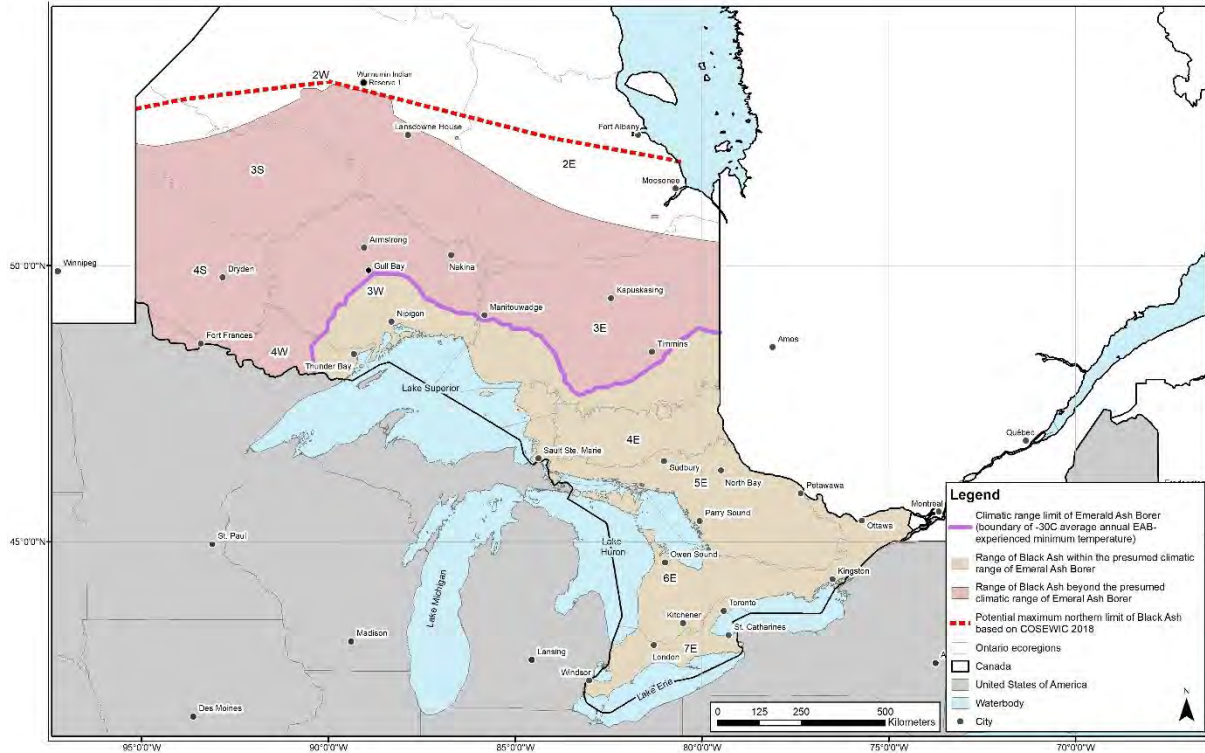 2W
Wunnumin Indian
Reserve 1
Lansdowne House
Fort Albany
2E
Moosonee
3S
50°0'0"N
Winnipeg
Armstrong
Nakina
Gull Bay
4S
Dryden
3W
Nipigon
Manitouwadge
Kapuskasing
3E
Fort Frances
4W
Thunder Bay
Timmins
Amos
Lake Superior
4E
Sault Ste. Marie
Sudbury
5E
North Bay
Petawawa
Québec
Parry Sound
Ottawa
Montreal
45°0'0"N
St. Paul
Lake
Huron
Owen Sound
Kingston
6E
Lake Michigan
Toronto
Kitchener
St. Catharines
Madison
Lansing
London
7E
Windsor
Lake Erie
Des Moines
0 125 250 500
Kilometers
Legend
Climatic range limit of Emerald Ash Borer
(boundary of -30C average annual EAB-
experienced minimum temperature)
Range of Black Ash within the presumed climatic
range of Emeral Ash Borer
Range of Black Ash beyond the presumed
climatic range of Emerald Ash Borer
Potential maximum northern limit of Black Ash
based on COSEWIC 2018
Ontario ecoregions
Canada
United States of America
Waterbody
City
N
95°0'0"W
90°0'0"W
85°0'0"W
80°0'0"W
75°0'0"W
70°0'0"W